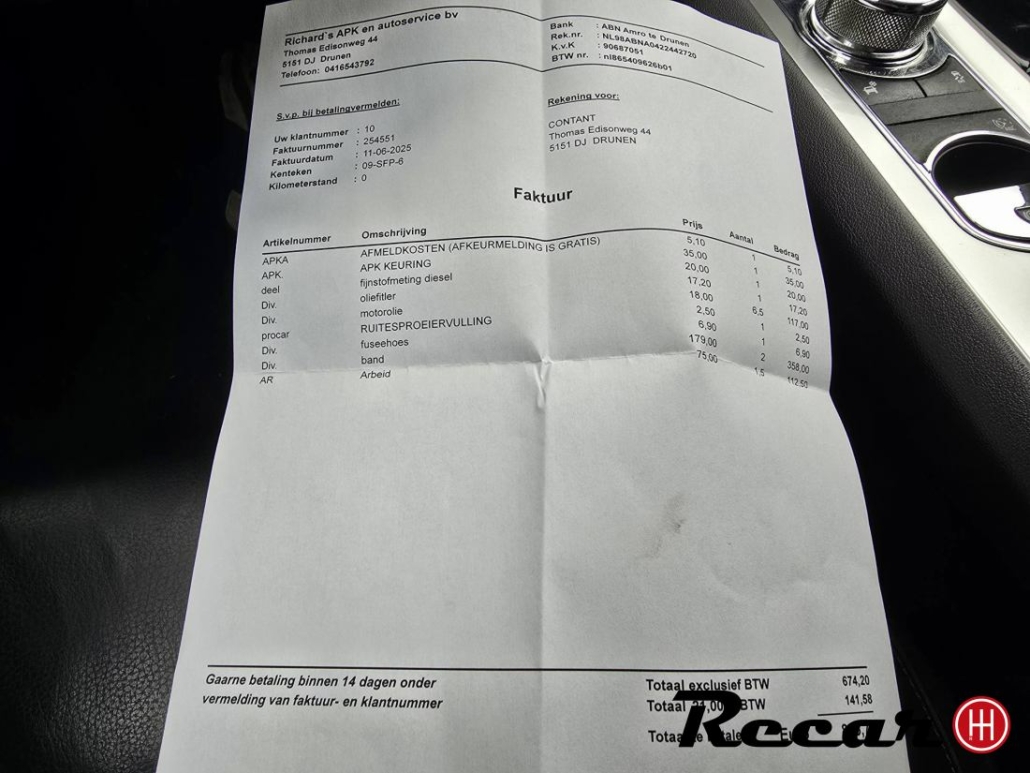 Richard`s APK en autoservice bv
Thomas Edisonweg 44
5151 DJ Drunen
Telefoon: 0416543792
Bank : ABN Amro te Drunen
Rek.nr. : NL98ABNA0422442720
K.v.K : 90687051
BTW nr. : nl865409626b01
S.v.p. bij betalingvermelden:
Uw klantnummer : 10
Faktuurnummer : 254551
Faktuurdatum : 11-06-2025
Kenteken : 09-SFP-6
Kilometerstand : 0
Rekening voor:
CONTANT
Thomas Edisonweg 44
5151 DJ DRUNEN
Faktuur
Artikelnummer Omschrijving Prijs Aantal Bedrag
APKA AFMELDKOSTEN (AFKEURMELDING IS GRATIS) 5,10 1 5,10
APK. APK KEURING 35,00 1 35,00
deel fijnstofmeting diesel 20,00 1 20,00
Div. oliefitler 17,20 1 17,20
Div. motorolie 18,00 6,5 117,00
procar RUITESPROEIERVULLING 2,50 1 2,50
Div. fuseehoes 6,90 1 6,90
Div. band 179,00 2 358,00
AR Arbeid 75,00 1,5 112,50
Gaarne betaling binnen 14 dagen onder
vermelding van faktuur- en klantnummer
Totaal exclusief BTW 674,20
Totaal BTW 141,58
Recar